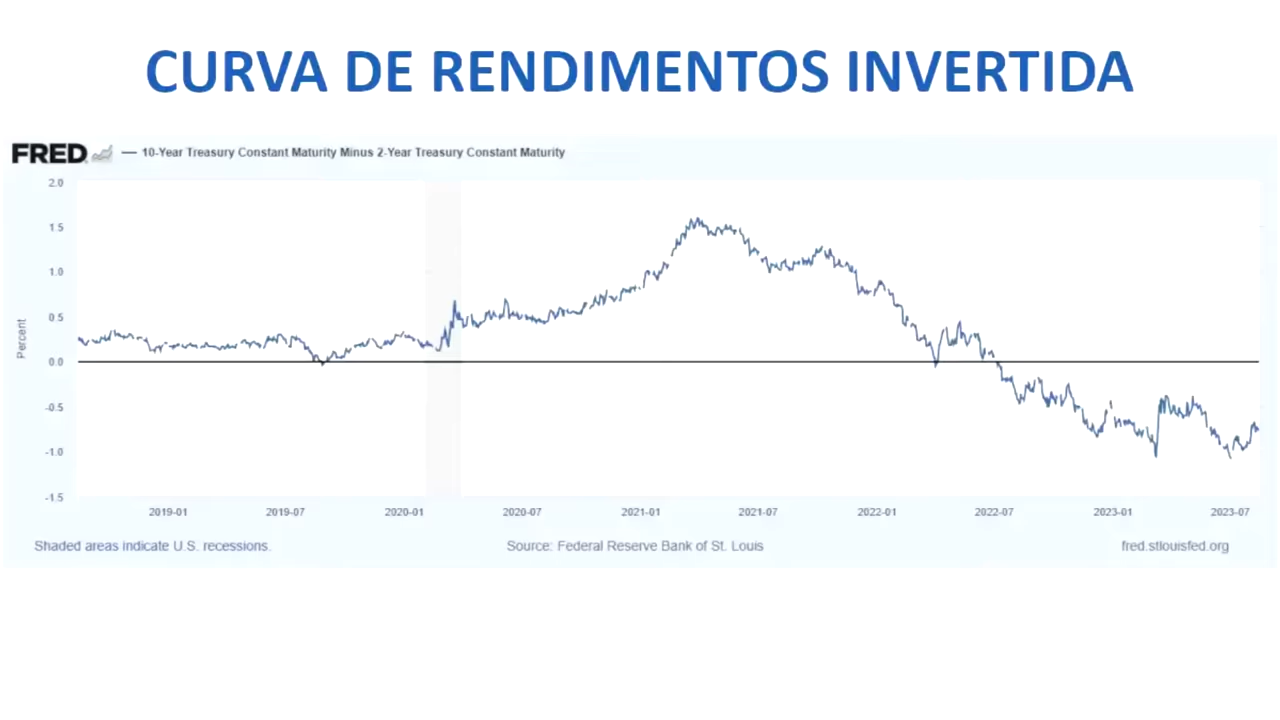 CURVA DE RENDIMENTOS INVERTIDA
FRED — 10-Year Treasury Constant Maturity Minus 2-Year Treasury Constant Maturity
2.0
1.5
1.0
0.5
0.0
-0.5
-1.0
-1.5
Percent
2019-01 2019-07 2020-01 2020-07 2021-01 2021-07 2022-01 2022-07 2023-01 2023-07
Shaded areas indicate U.S. recessions. Source: Federal Reserve Bank of St. Louis fred.stlouisfed.org